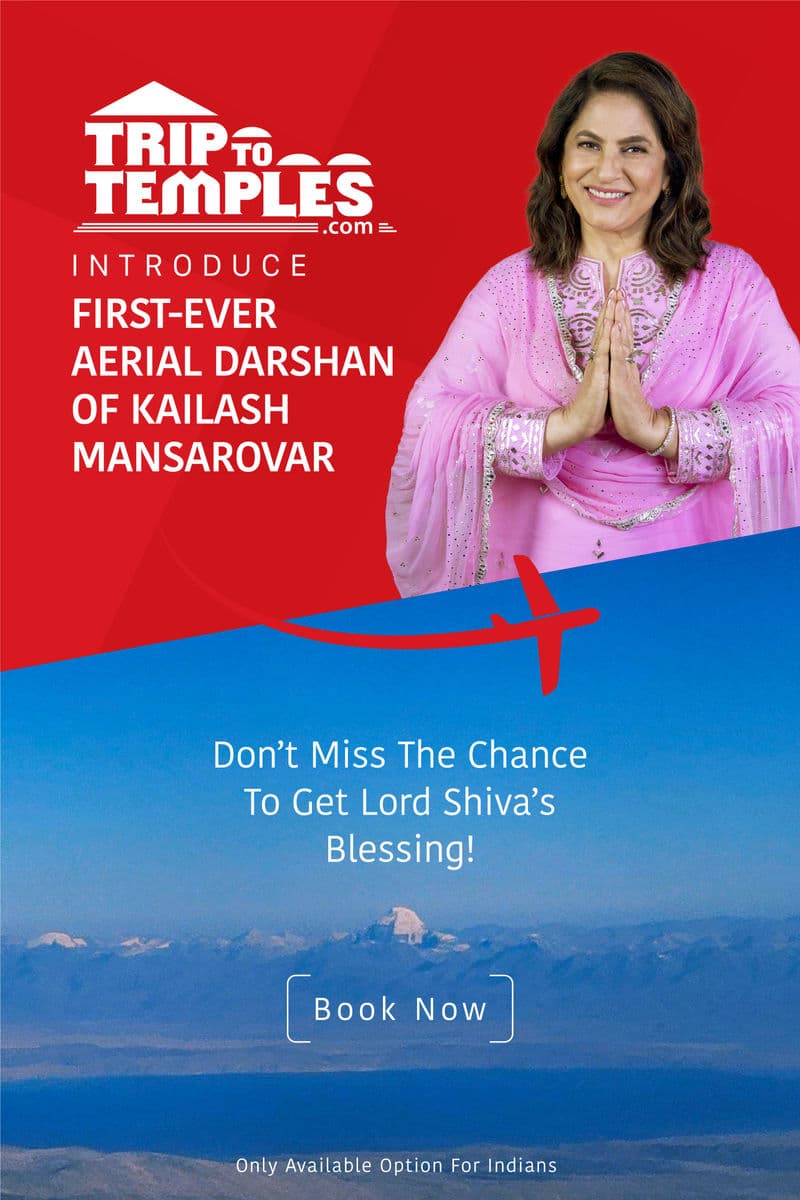 TRIP TO
TEMPLES
.com
INTRODUCE
FIRST-EVER
AERIAL DARSHAN
OF KAILASH
MANSAROVAR
Don't Miss The Chance
To Get Lord Shiva's
Blessing!
Book Now
Only Available Option For Indians